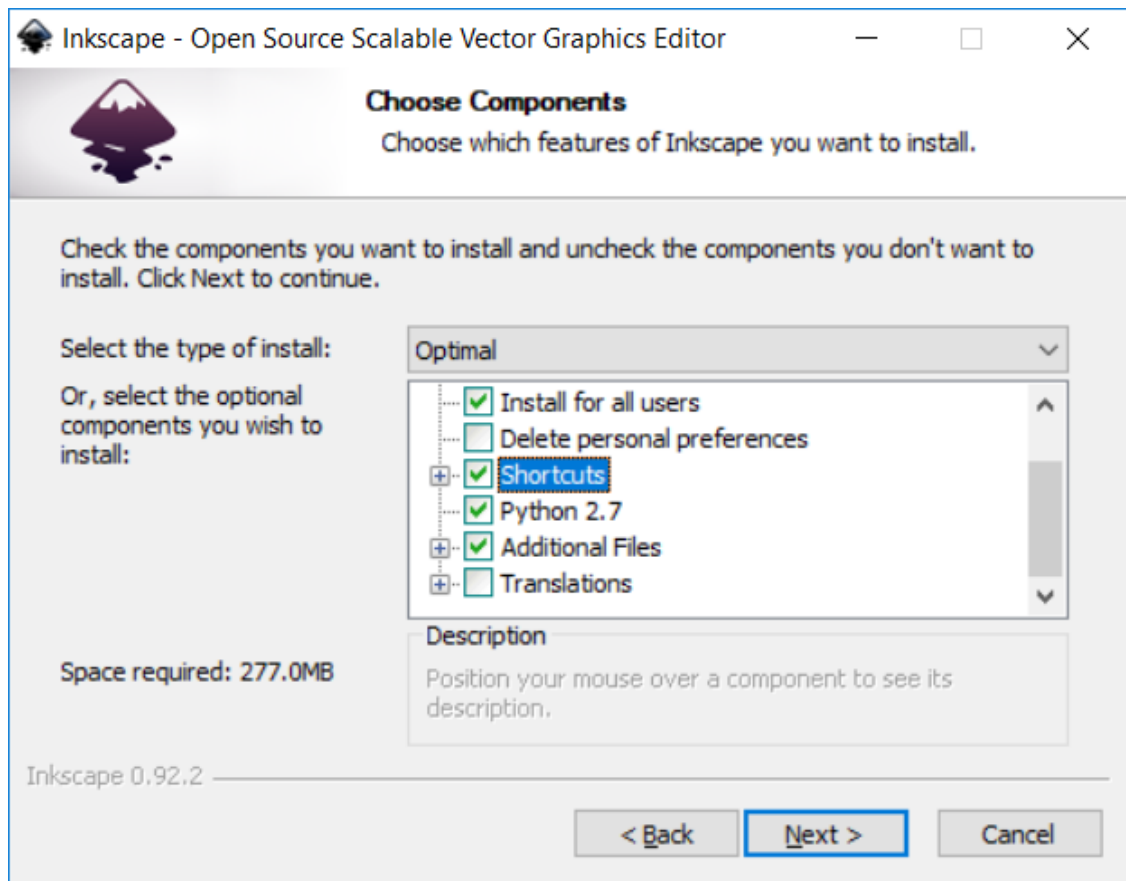 Inkscape - Open Source Scalable Vector Graphics Editor
Choose Components
Choose which features of Inkscape you want to install.
Check the components you want to install and uncheck the components you don't want to
install. Click Next to continue.
Select the type of install:
Optimal
Or, select the optional
components you wish to
install:
Install for all users
Delete personal preferences
Shortcuts
Python 2.7
Additional Files
Translations
Space required: 277.0MB
Description
Position your mouse over a component to see its
description.
Inkscape 0.92.2
< Back
Next >
Cancel